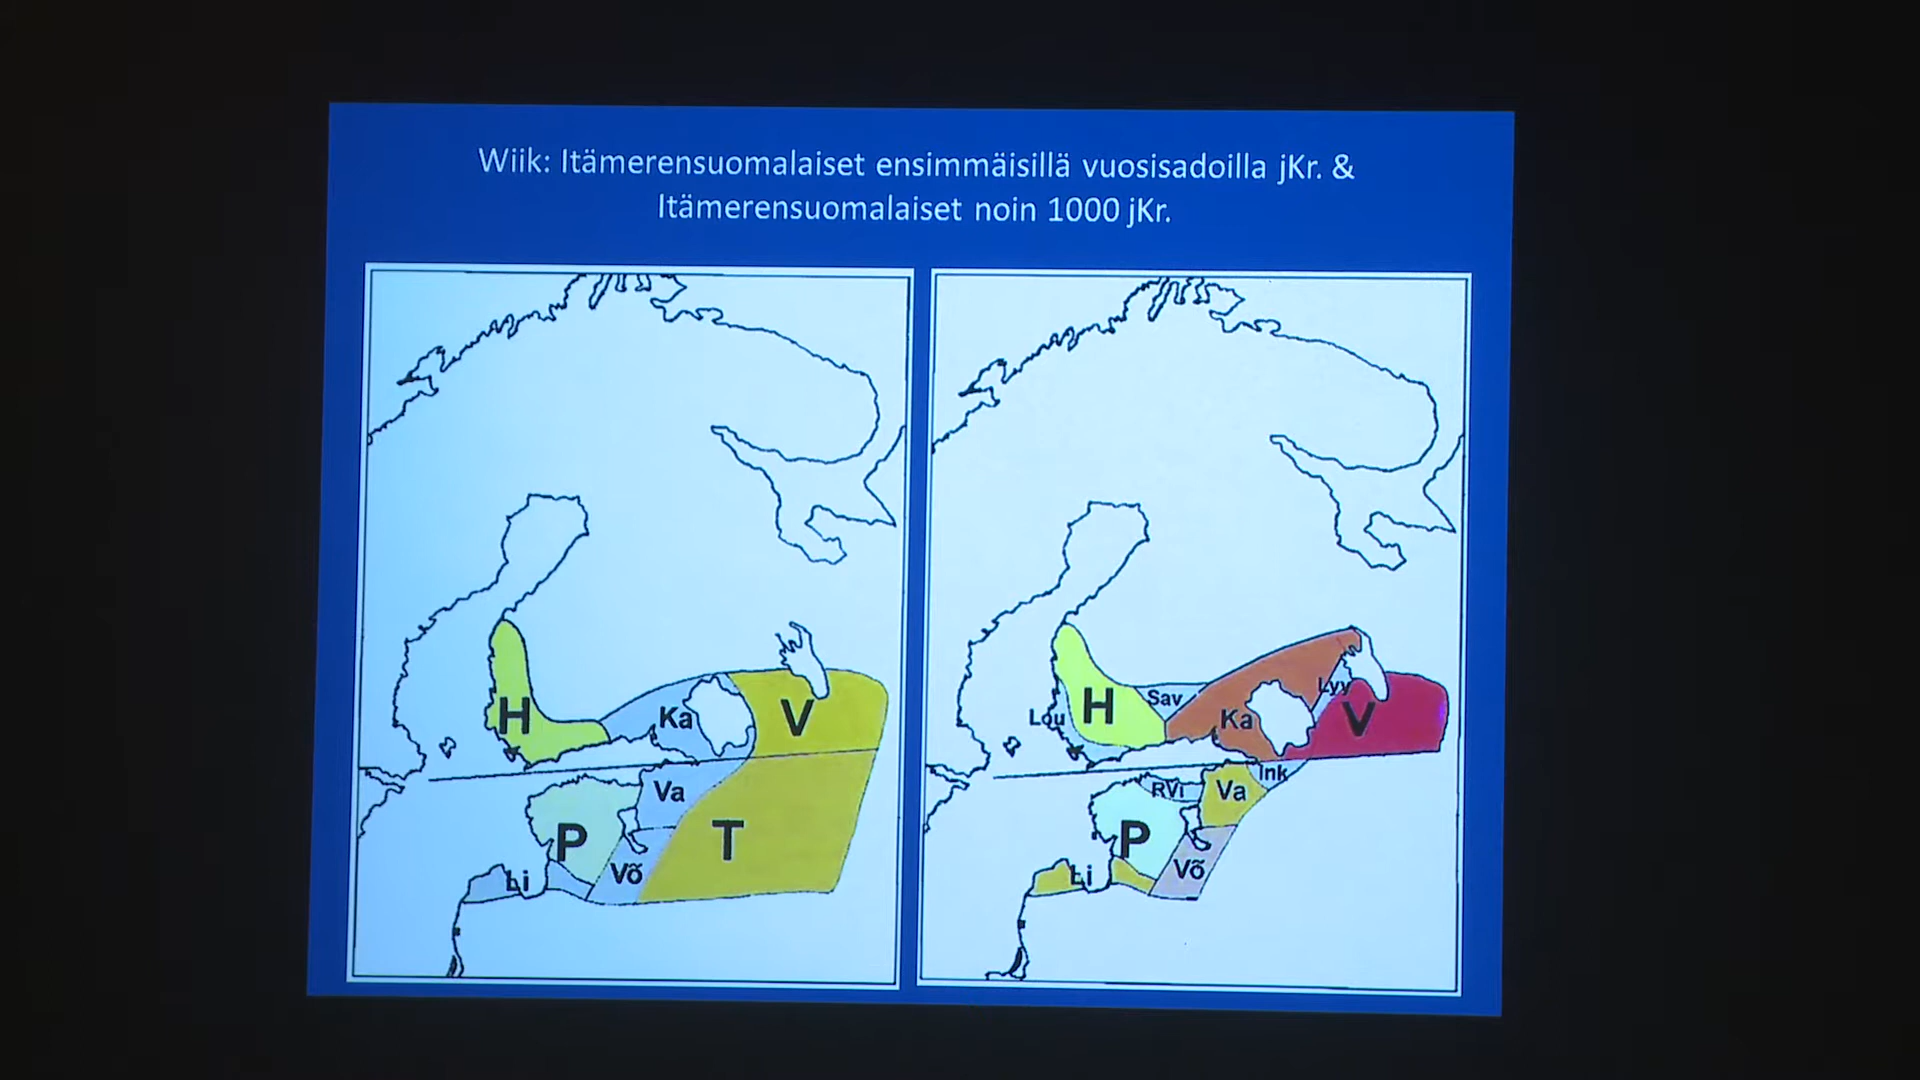 Wiik: Itämerensuomalaiset ensimmäisillä vuosisadoilla jKr. &
Itämerensuomalaiset noin 1000 jKr.
H
Ka
V
Va
P
T
Võ
Li
H
Sav
Lyy
Lou
Ka
V
Ink
RVi
Va
P
Võ
Li